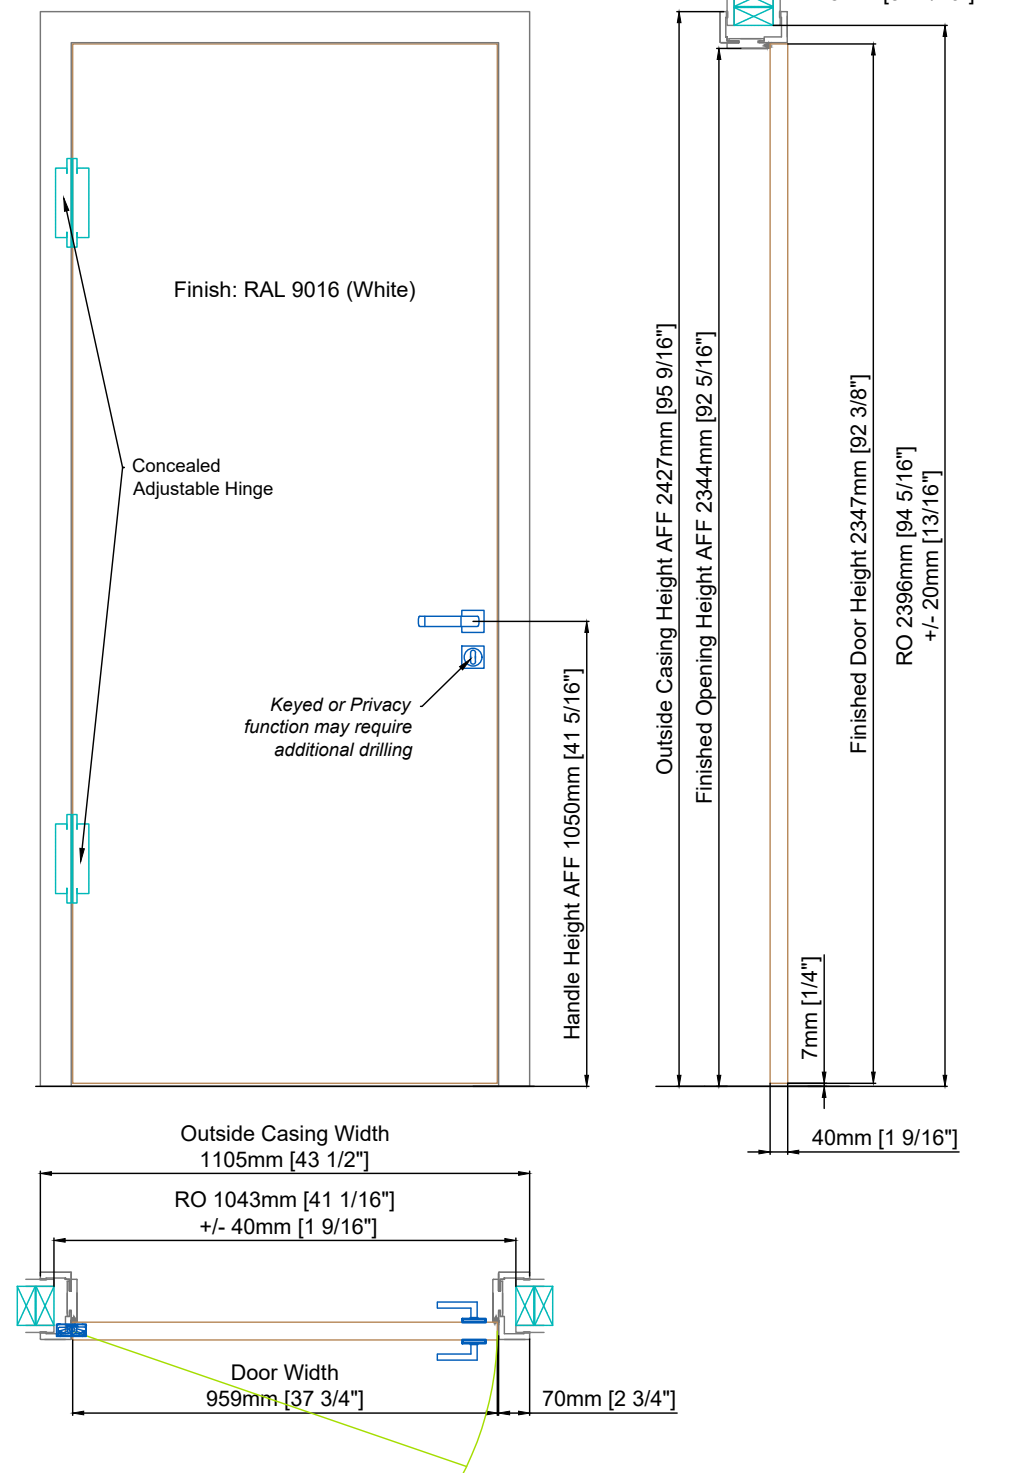 Finish: RAL 9016 (White)
Concealed
Adjustable Hinge
Keyed or Privacy
function may require
additional drilling
Handle Height AFF 1050mm [41 5/16"]
Outside Casing Height AFF 2427mm [95 9/16"]
Finished Opening Height AFF 2344mm [92 5/16"]
Finished Door Height 2347mm [92 3/8"]
RO 2396mm [94 5/16"]
+/- 20mm [13/16"]
7mm [1/4"]
40mm [1 9/16"]
Outside Casing Width
1105mm [43 1/2"]
RO 1043mm [41 1/16"]
+/- 40mm [1 9/16"]
Door Width
959mm [37 3/4"]
70mm [2 3/4"]